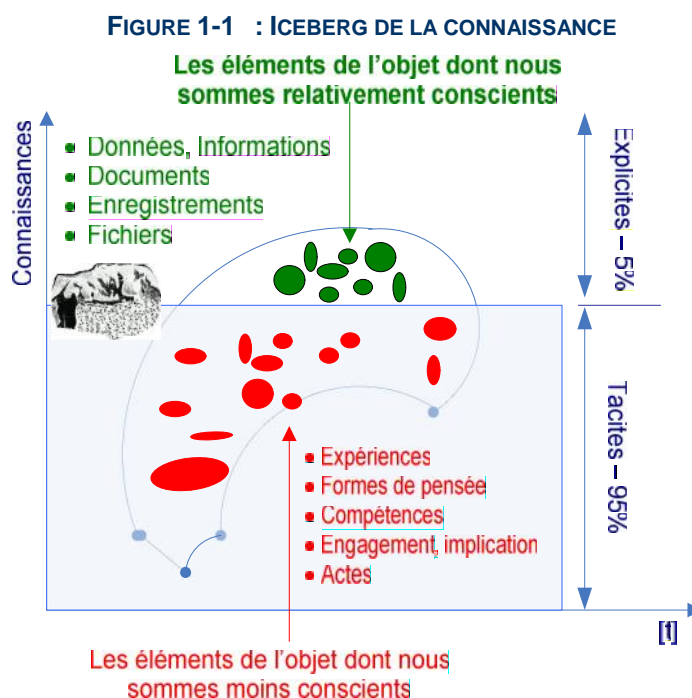 FIGURE 1-1 : ICEBERG DE LA CONNAISSANCE
Les éléments de l'objet dont nous
sommes relativement conscients
Connaissances
• Données, Informations
• Documents
• Enregistrements
• Fichiers
Explicites – 5%
Tacites – 95%
• Expériences
• Formes de pensée
• Compétences
• Engagement, implication
• Actes
[t]
Les éléments de l'objet dont nous
sommes moins conscients